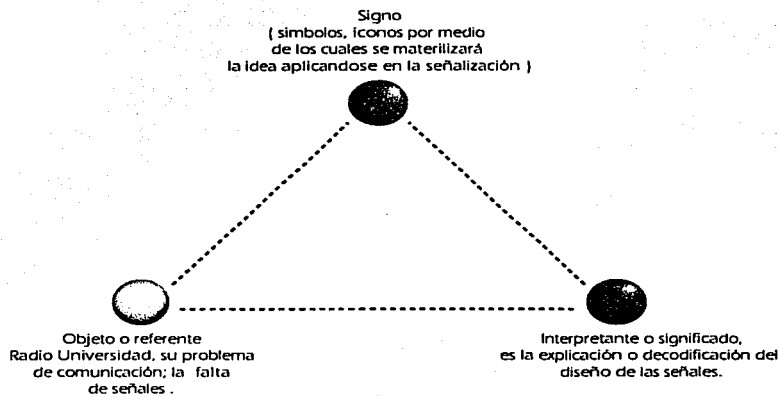 Signo
( simbolos, iconos por medio
de los cuales se materilizará
la idea aplicandose en la señalización )
Objeto o referente
Radio Universidad, su problema
de comunicación; la falta
de señales .
Interpretante o significado,
es la explicación o decodificación del
diseño de las señales.